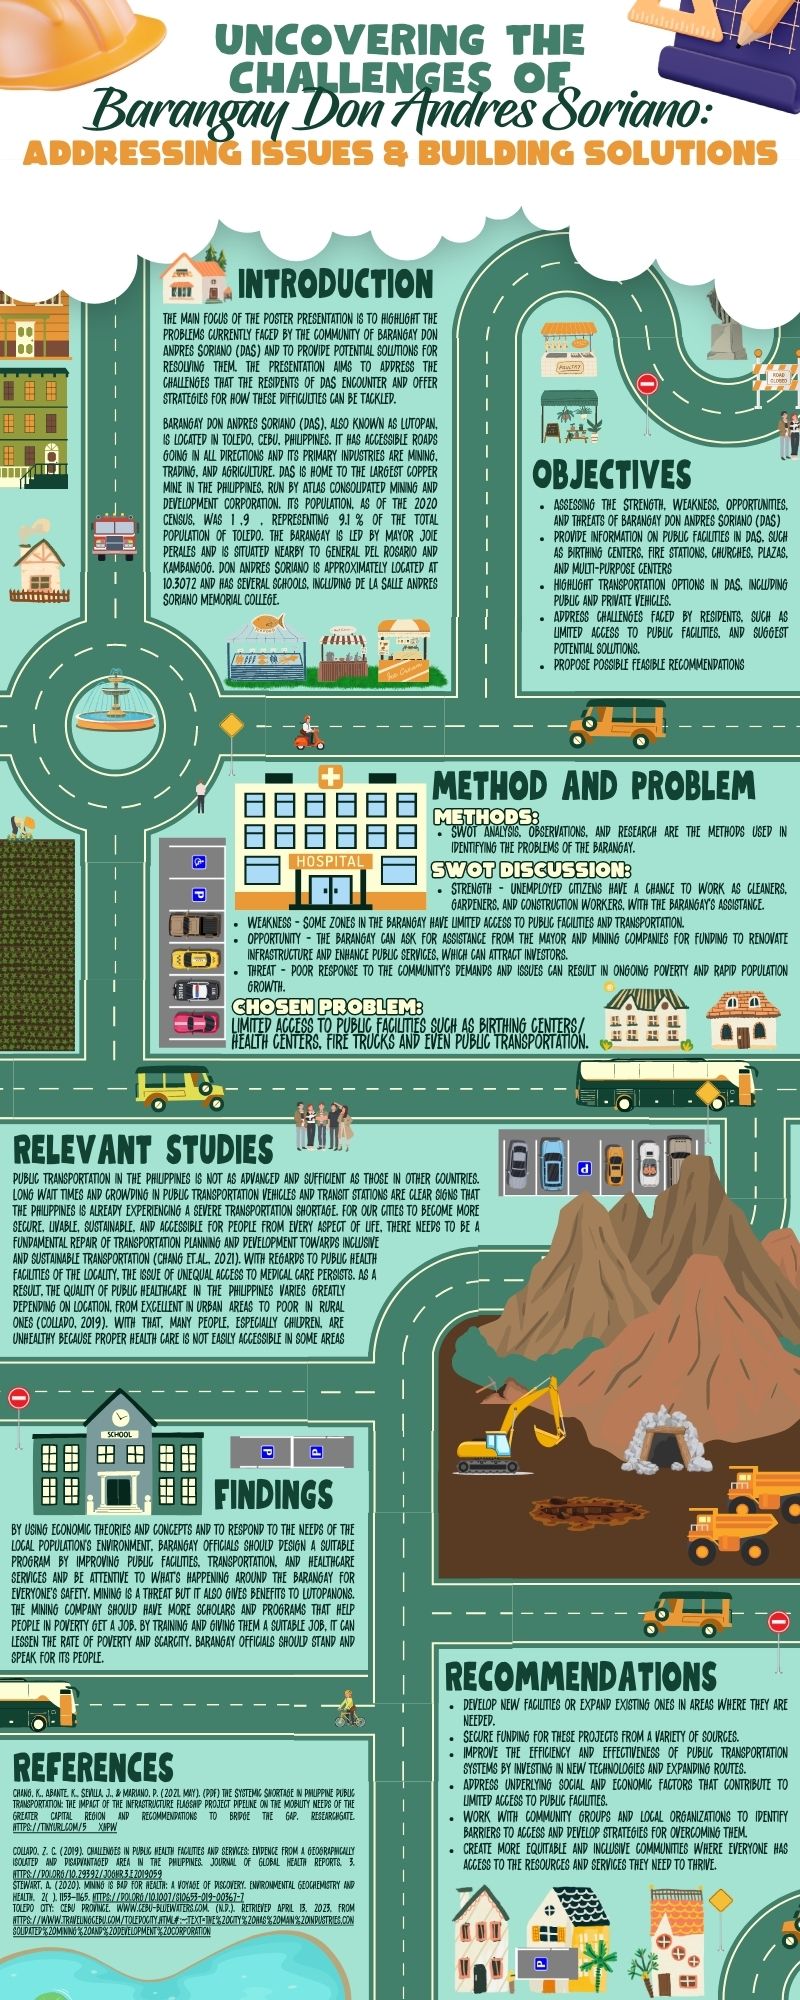 UNCOVERING THE
CHALLENGES OF
Barangay Don Andres Soriano:
ADDRESSING ISSUES & BUILDING SOLUTIONS
INTRODUCTION
THE MAIN FOCUS OF THE POSTER PRESENTATION IS TO HIGHLIGHT THE
PROBLEMS CURRENTLY FACED BY THE COMMUNITY OF BARANGAY DON
ANDRES SORIANO (DAS) AND TO PROVIDE POTENTIAL SOLUTIONS FOR
RESOLVING THEM. THE PRESENTATION AIMS TO ADDRESS THE
CHALLENGES THAT THE RESIDENTS OF DAS ENCOUNTER AND OFFER
STRATEGIES FOR HOW THESE DIFFICULTIES CAN BE TACKLED.
BARANGAY DON ANDRES SORIANO (DAS), ALSO KNOWN AS LUTOPAN,
IS LOCATED IN TOLEDO, CEBU, PHILIPPINES. IT HAS ACCESSIBLE ROADS
GOING IN ALL DIRECTIONS AND ITS PRIMARY INDUSTRIES ARE MINING,
TRADING, AND AGRICULTURE. DAS IS HOME TO THE LARGEST COPPER
MINE IN THE PHILIPPINES, RUN BY ATLAS CONSOLIDATED MINING AND
DEVELOPMENT CORPORATION. ITS POPULATION, AS OF THE 2020
CENSUS, WAS 1 ,9 , REPRESENTING 9.1 % OF THE TOTAL
POPULATION OF TOLEDO. THE BARANGAY IS LED BY MAYOR JOIE
PERALES AND IS SITUATED NEARBY TO GENERAL DEL ROSARIO AND
KAMBANGOG. DON ANDRES SORIANO IS APPROXIMATELY LOCATED AT
10.3072 AND HAS SEVERAL SCHOOLS, INCLUDING DE LA SALLE ANDRES
SORIANO MEMORIAL COLLEGE.
POULTRY
ROAD
CLOSED
OBJECTIVES
• ASSESSING THE STRENGTH, WEAKNESS, OPPORTUNITIES,
AND THREATS OF BARANGAY DON ANDRES SORIANO (DAS)
• PROVIDE INFORMATION ON PUBLIC FACILITIES IN DAS, SUCH
AS BIRTHING CENTERS, FIRE STATIONS, CHURCHES, PLAZAS,
AND MULTI-PURPOSE CENTERS
• HIGHLIGHT TRANSPORTATION OPTIONS IN DAS, INCLUDING
PUBLIC AND PRIVATE VEHICLES.
• ADDRESS CHALLENGES FACED BY RESIDENTS, SUCH AS
LIMITED ACCESS TO PUBLIC FACILITIES, AND SUGGEST
POTENTIAL SOLUTIONS.
• PROPOSE POSSIBLE FEASIBLE RECOMMENDATIONS
Ice Cream
METHOD AND PROBLEM
METHODS:
• SWOT ANALYSIS, OBSERVATIONS, AND RESEARCH ARE THE METHODS USED IN
IDENTIFYING THE PROBLEMS OF THE BARANGAY.
SWOT DISCUSSION:
• STRENGTH - UNEMPLOYED CITIZENS HAVE A CHANCE TO WORK AS CLEANERS,
GARDENERS, AND CONSTRUCTION WORKERS, WITH THE BARANGAY'S ASSISTANCE.
• WEAKNESS - SOME ZONES IN THE BARANGAY HAVE LIMITED ACCESS TO PUBLIC FACILITIES AND TRANSPORTATION.
• OPPORTUNITY - THE BARANGAY CAN ASK FOR ASSISTANCE FROM THE MAYOR AND MINING COMPANIES FOR FUNDING TO RENOVATE
INFRASTRUCTURE AND ENHANCE PUBLIC SERVICES, WHICH CAN ATTRACT INVESTORS.
• THREAT - POOR RESPONSE TO THE COMMUNITY'S DEMANDS AND ISSUES CAN RESULT IN ONGOING POVERTY AND RAPID POPULATION
GROWTH.
CHOSEN PROBLEM:
LIMITED ACCESS TO PUBLIC FACILITIES SUCH AS BIRTHING CENTERS/
HEALTH CENTERS, FIRE TRUCKS AND EVEN PUBLIC TRANSPORTATION.
HOSPITAL
P
P
RELEVANT STUDIES
PUBLIC TRANSPORTATION IN THE PHILIPPINES IS NOT AS ADVANCED AND SUFFICIENT AS THOSE IN OTHER COUNTRIES.
LONG WAIT TIMES AND CROWDING IN PUBLIC TRANSPORTATION VEHICLES AND TRANSIT STATIONS ARE CLEAR SIGNS THAT
THE PHILIPPINES IS ALREADY EXPERIENCING A SEVERE TRANSPORTATION SHORTAGE. FOR OUR CITIES TO BECOME MORE
SECURE, LIVABLE, SUSTAINABLE, AND ACCESSIBLE FOR PEOPLE FROM EVERY ASPECT OF LIFE, THERE NEEDS TO BE A
FUNDAMENTAL REPAIR OF TRANSPORTATION PLANNING AND DEVELOPMENT TOWARDS INCLUSIVE
AND SUSTAINABLE TRANSPORTATION (CHANG ET.AL., 2021). WITH REGARDS TO PUBLIC HEALTH
FACILITIES OF THE LOCALITY, THE ISSUE OF UNEQUAL ACCESS TO MEDICAL CARE PERSISTS. AS A
RESULT, THE QUALITY OF PUBLIC HEALTHCARE IN THE PHILIPPINES VARIES GREATLY
DEPENDING ON LOCATION, FROM EXCELLENT IN URBAN AREAS TO POOR IN RURAL
ONES (COLLADO, 2019). WITH THAT, MANY PEOPLE, ESPECIALLY CHILDREN, ARE
UNHEALTHY BECAUSE PROPER HEALTH CARE IS NOT EASILY ACCESSIBLE IN SOME AREAS
P
SCHOOL
P
P
FINDINGS
BY USING ECONOMIC THEORIES AND CONCEPTS AND TO RESPOND TO THE NEEDS OF THE
LOCAL POPULATION'S ENVIRONMENT, BARANGAY OFFICIALS SHOULD DESIGN A SUITABLE
PROGRAM BY IMPROVING PUBLIC FACILITIES, TRANSPORTATION, AND HEALTHCARE
SERVICES AND BE ATTENTIVE TO WHAT'S HAPPENING AROUND THE BARANGAY FOR
EVERYONE'S SAFETY. MINING IS A THREAT BUT IT ALSO GIVES BENEFITS TO LUTOPANONS.
THE MINING COMPANY SHOULD HAVE MORE SCHOLARS AND PROGRAMS THAT HELP
PEOPLE IN POVERTY GET A JOB. BY TRAINING AND GIVING THEM A SUITABLE JOB, IT CAN
LESSEN THE RATE OF POVERTY AND SCARCITY. BARANGAY OFFICIALS SHOULD STAND AND
SPEAK FOR ITS PEOPLE.
RECOMMENDATIONS
• DEVELOP NEW FACILITIES OR EXPAND EXISTING ONES IN AREAS WHERE THEY ARE
NEEDED.
• SECURE FUNDING FOR THESE PROJECTS FROM A VARIETY OF SOURCES.
• IMPROVE THE EFFICIENCY AND EFFECTIVENESS OF PUBLIC TRANSPORTATION
SYSTEMS BY INVESTING IN NEW TECHNOLOGIES AND EXPANDING ROUTES.
• ADDRESS UNDERLYING SOCIAL AND ECONOMIC FACTORS THAT CONTRIBUTE TO
LIMITED ACCESS TO PUBLIC FACILITIES.
• WORK WITH COMMUNITY GROUPS AND LOCAL ORGANIZATIONS TO IDENTIFY
BARRIERS TO ACCESS AND DEVELOP STRATEGIES FOR OVERCOMING THEM.
• CREATE MORE EQUITABLE AND INCLUSIVE COMMUNITIES WHERE EVERYONE HAS
ACCESS TO THE RESOURCES AND SERVICES THEY NEED TO THRIVE.
P
REFERENCES
CHANG, K., ABANTE, K., SEVILLA, J., & MARIANO, P. (2021, MAY). (PDF) THE SYSTEMIC SHORTAGE IN PHILIPPINE PUBLIC
TRANSPORTATION: THE IMPACT OF THE INFRASTRUCTURE FLAGSHIP PROJECT PIPELINE ON THE MOBILITY NEEDS OF THE
GREATER CAPITAL REGION AND RECOMMENDATIONS TO BRIDGE THE GAP. RESEARCHGATE.
HTTPS://TINYURL.COM/5 XHPW
COLLADO, Z. C. (2019). CHALLENGES IN PUBLIC HEALTH FACILITIES AND SERVICES: EVIDENCE FROM A GEOGRAPHICALLY
ISOLATED AND DISADVANTAGED AREA IN THE PHILIPPINES. JOURNAL OF GLOBAL HEALTH REPORTS, 3.
HTTPS://DOI.ORG/10.29392/JOGHR.3.E2019059
STEWART, A. (2020). MINING IS BAD FOR HEALTH: A VOYAGE OF DISCOVERY. ENVIRONMENTAL GEOCHEMISTRY AND
HEALTH, 2( ), 1153–1165. HTTPS://DOI.ORG/10.1007/S10653-019-00367-7
TOLEDO CITY: CEBU PROVINCE. WWW.CEBU-BLUEWATERS.COM. (N.D.). RETRIEVED APRIL 13, 2023, FROM
HTTPS://WWW.TRAVELINGCEBU.COM/TOLEDOCITY.HTML#:~:TEXT=THE%20CITY%20HAS%20MAIN%20INDUSTRIES,CON
SOLIDATED%20MINING%20AND%20DEVELOPMENT%20CORPORATION